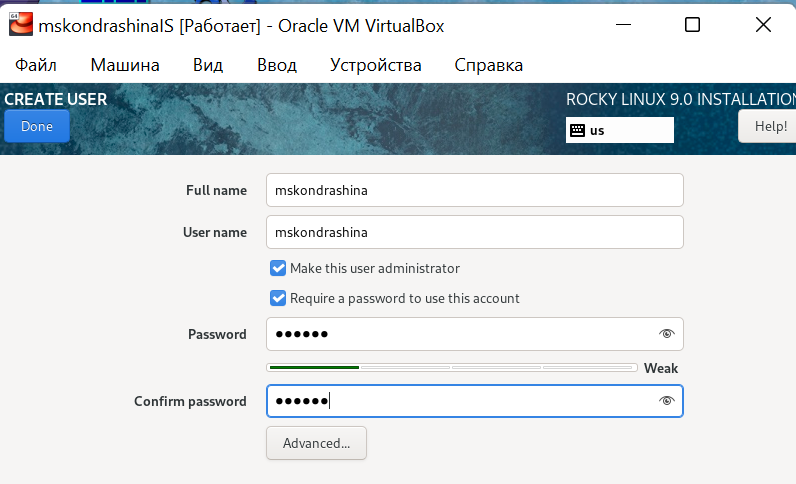 mskondrashinaIS [Работает] - Oracle VM VirtualBox
Файл Машина Вид Ввод Устройства Справка
CREATE USER ROCKY LINUX 9.0 INSTALLATION
Done us Help!
Full name mskondrashina
User name mskondrashina
Make this user administrator
Require a password to use this account
Password ●●●●●●
Weak
Confirm password ●●●●●●
Advanced...